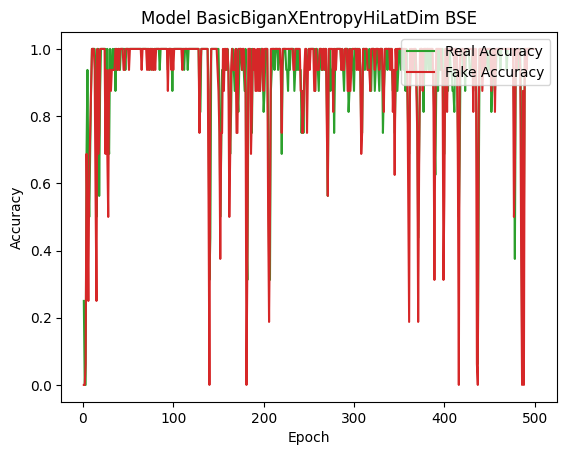 Model BasicBiganXEntropyHiLatDim BSE
Real Accuracy
Fake Accuracy
Accuracy
1.0
0.8
0.6
0.4
0.2
0.0
0 100 200 300 400 500
Epoch